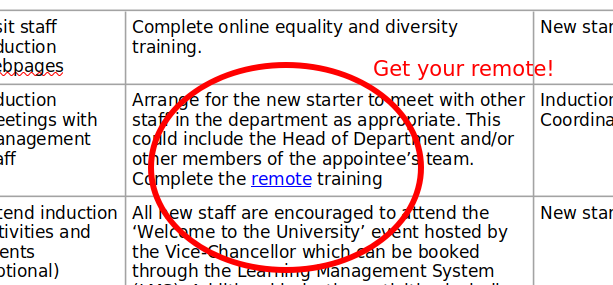 sit staff
duction
ebpages
Complete online equality and diversity
training.
New star
Get your remote!
duction
eetings with
anagement
aff
Arrange for the new starter to meet with other
staff in the department as appropriate. This
could include the Head of Department and/or
other members of the appointee’s team.
Complete the remote training
Induction
Coordina
tend induction
tivities and
ents
ptional)
All new staff are encouraged to attend the
‘Welcome to the University’ event hosted by
the Vice-Chancellor which can be booked
through the Learning Management System
New star